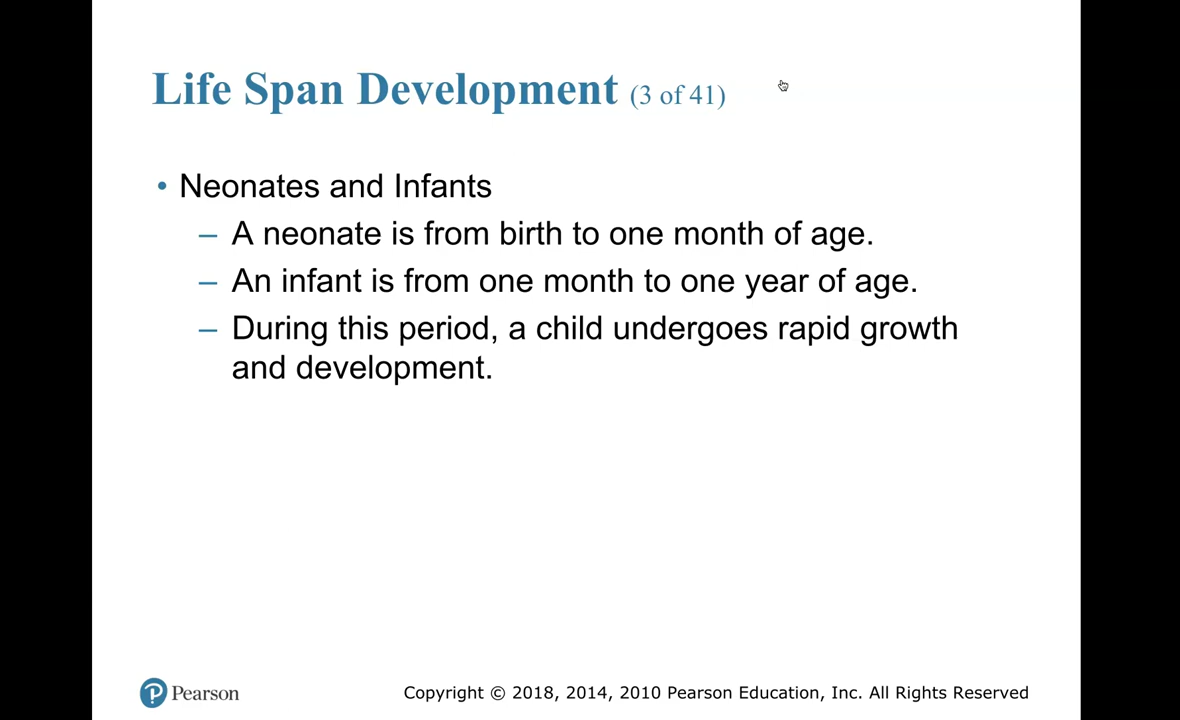 Life Span Development (3 of 41)
• Neonates and Infants
– A neonate is from birth to one month of age.
– An infant is from one month to one year of age.
– During this period, a child undergoes rapid growth
and development.
Pearson
Copyright © 2018, 2014, 2010 Pearson Education, Inc. All Rights Reserved